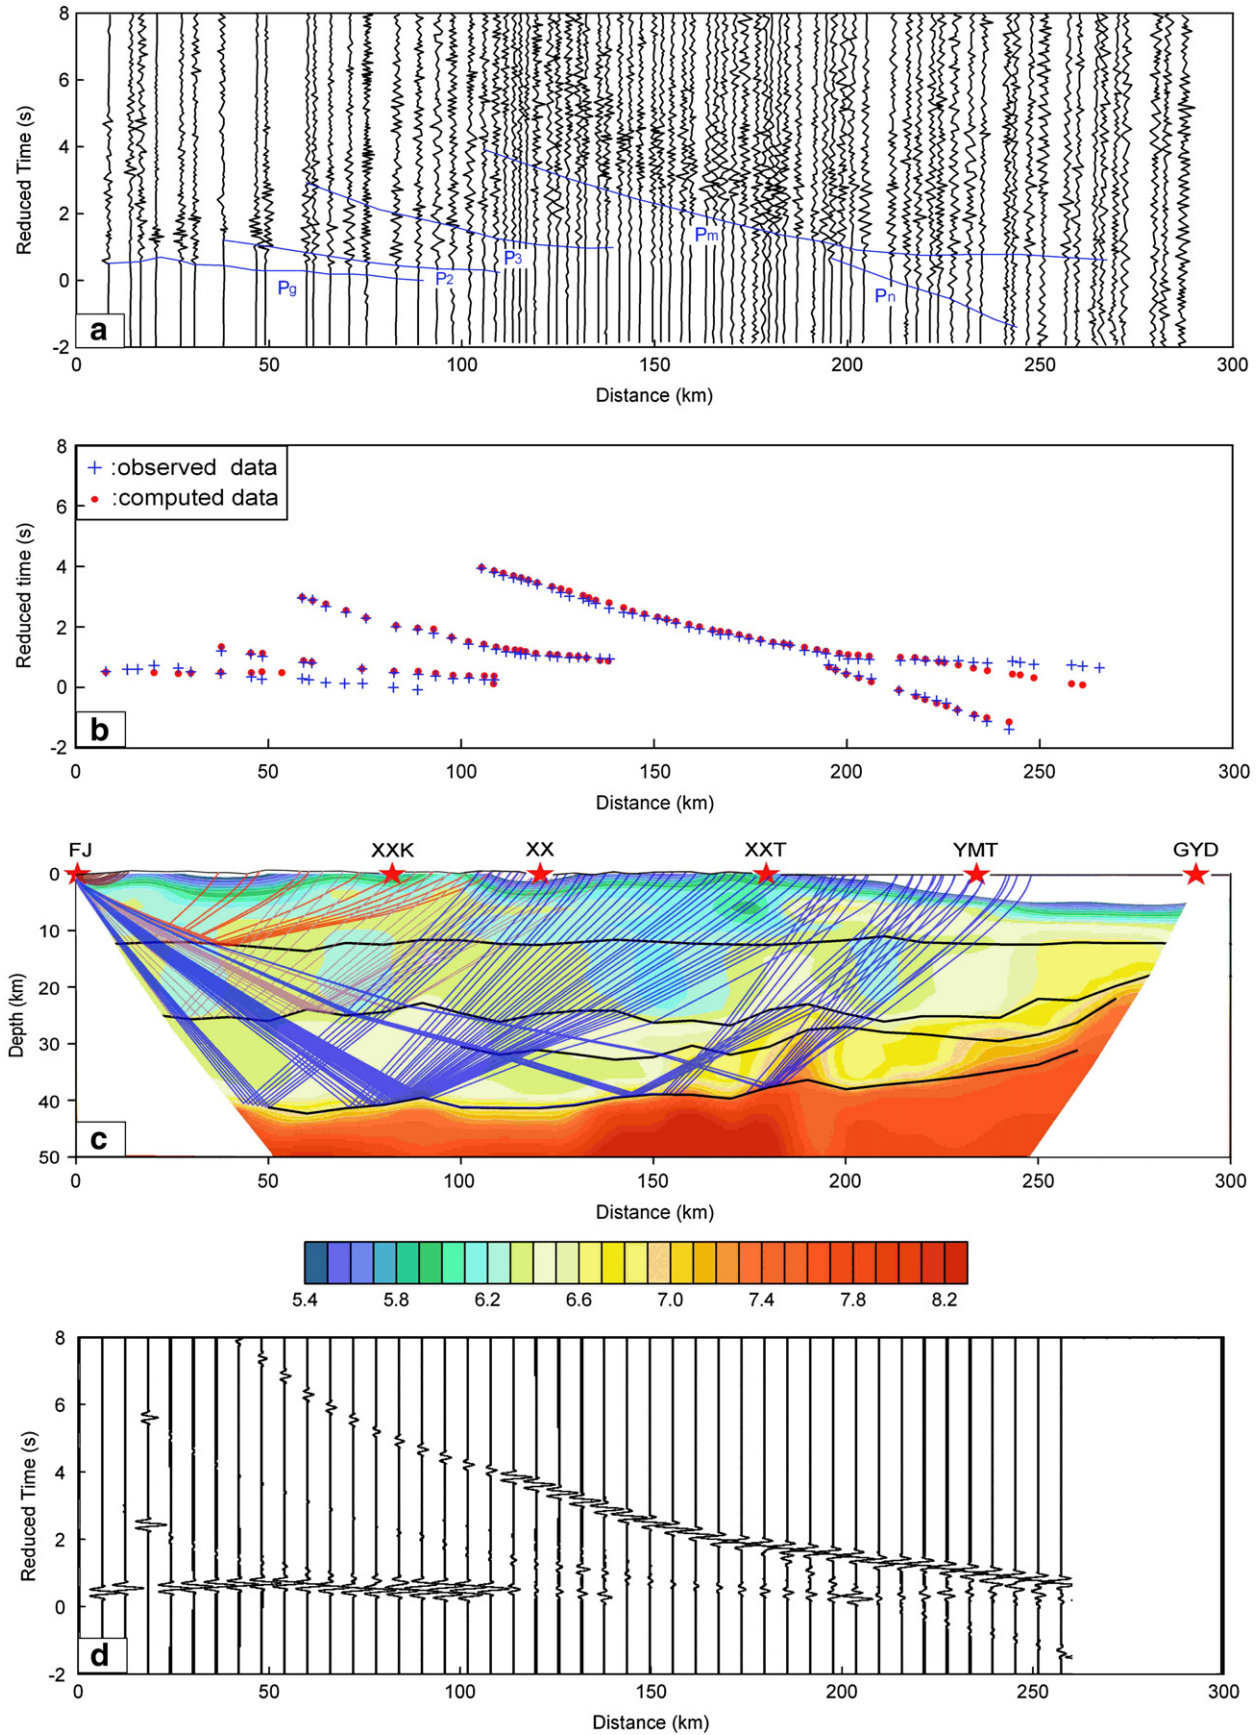 8
6
4
2
0
-2
Reduced Time (s)
Pg
P2
P3
Pm
Pn
a
0 50 100 150 200 250 300
Distance (km)
8
6
4
2
0
-2
Reduced time (s)
+ :observed data
• :computed data
b
0 50 100 150 200 250 300
Distance (km)
FJ XXK XX XXT YMT GYD
0
10
20
30
40
50
Depth (km)
c
0 50 100 150 200 250 300
Distance (km)
5.4 5.8 6.2 6.6 7.0 7.4 7.8 8.2
8
6
4
2
0
-2
Reduced Time (s)
d
0 50 100 150 200 250 300
Distance (km)